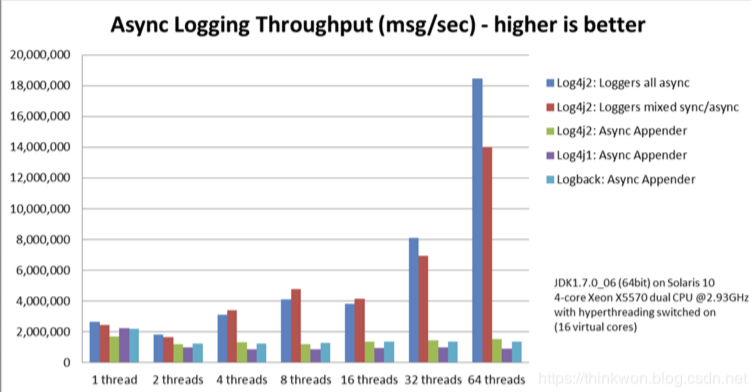 Async Logging Throughput (msg/sec) - higher is better
20,000,000
18,000,000
16,000,000
14,000,000
12,000,000
10,000,000
8,000,000
6,000,000
4,000,000
2,000,000
0
1 thread
2 threads
4 threads
8 threads
16 threads
32 threads
64 threads
Log4j2: Loggers all async
Log4j2: Loggers mixed sync/async
Log4j2: Async Appender
Log4j1: Async Appender
Logback: Async Appender
JDK1.7.0_06 (64bit) on Solaris 10
4-core Xeon X5570 dual CPU @2.93GHz
with hyperthreading switched on
(16 virtual cores)
https://thinkwon.blog.csdn.net